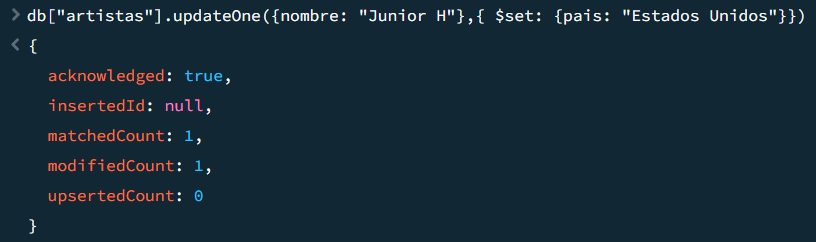 > db["artistas"].updateOne({nombre: "Junior H"},{ $set: {pais: "Estados Unidos"}})
< {
acknowledged: true,
insertedId: null,
matchedCount: 1,
modifiedCount: 1,
upsertedCount: 0
}